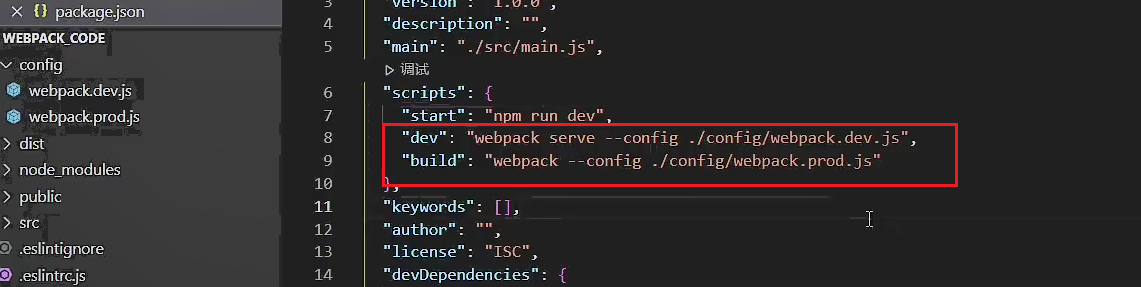 package.json
WEBPACK_CODE
config
webpack.dev.js
webpack.prod.js
dist
node_modules
public
src
.eslintignore
.eslintrc.js
3 "version": "1.0.0",
4 "description": "",
5 "main": "./src/main.js",
调试
6 "scripts": {
7 "start": "npm run dev",
8 "dev": "webpack serve --config ./config/webpack.dev.js",
9 "build": "webpack --config ./config/webpack.prod.js"
10 },
11 "keywords": [],
12 "author": "",
13 "license": "ISC",
14 "devDependencies": {